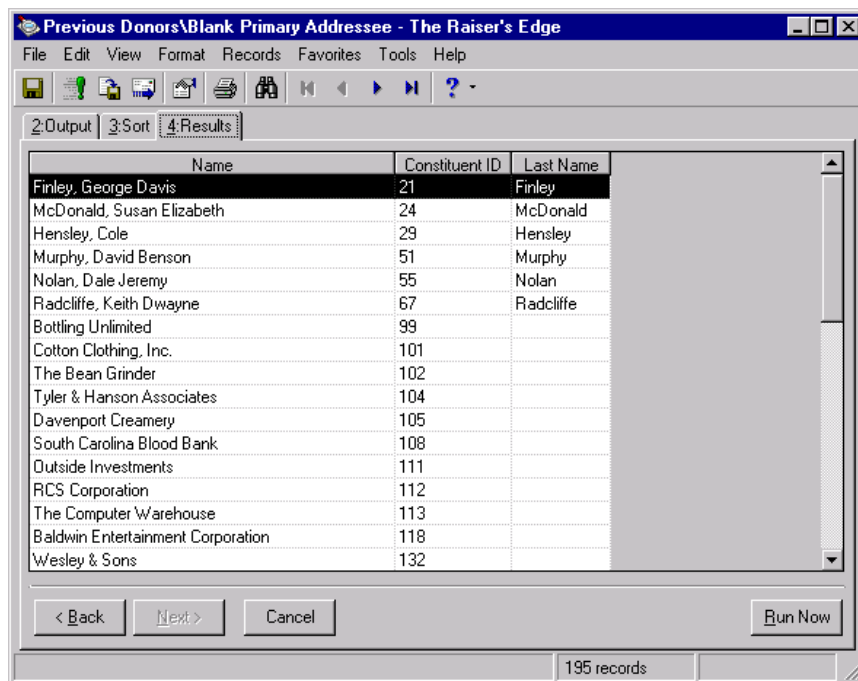 Previous Donors\Blank Primary Addressee - The Raiser's Edge
File Edit View Format Records Favorites Tools Help
2:Output 3:Sort 4:Results
Name Constituent ID Last Name
Finley, George Davis 21 Finley
McDonald, Susan Elizabeth 24 McDonald
Hensley, Cole 29 Hensley
Murphy, David Benson 51 Murphy
Nolan, Dale Jeremy 55 Nolan
Radcliffe, Keith Dwayne 67 Radcliffe
Bottling Unlimited 99
Cotton Clothing, Inc. 101
The Bean Grinder 102
Tyler & Hanson Associates 104
Davenport Creamery 105
South Carolina Blood Bank 108
Outside Investments 111
RCS Corporation 112
The Computer Warehouse 113
Baldwin Entertainment Corporation 118
Wesley & Sons 132
< Back Next > Cancel Run Now
195 records